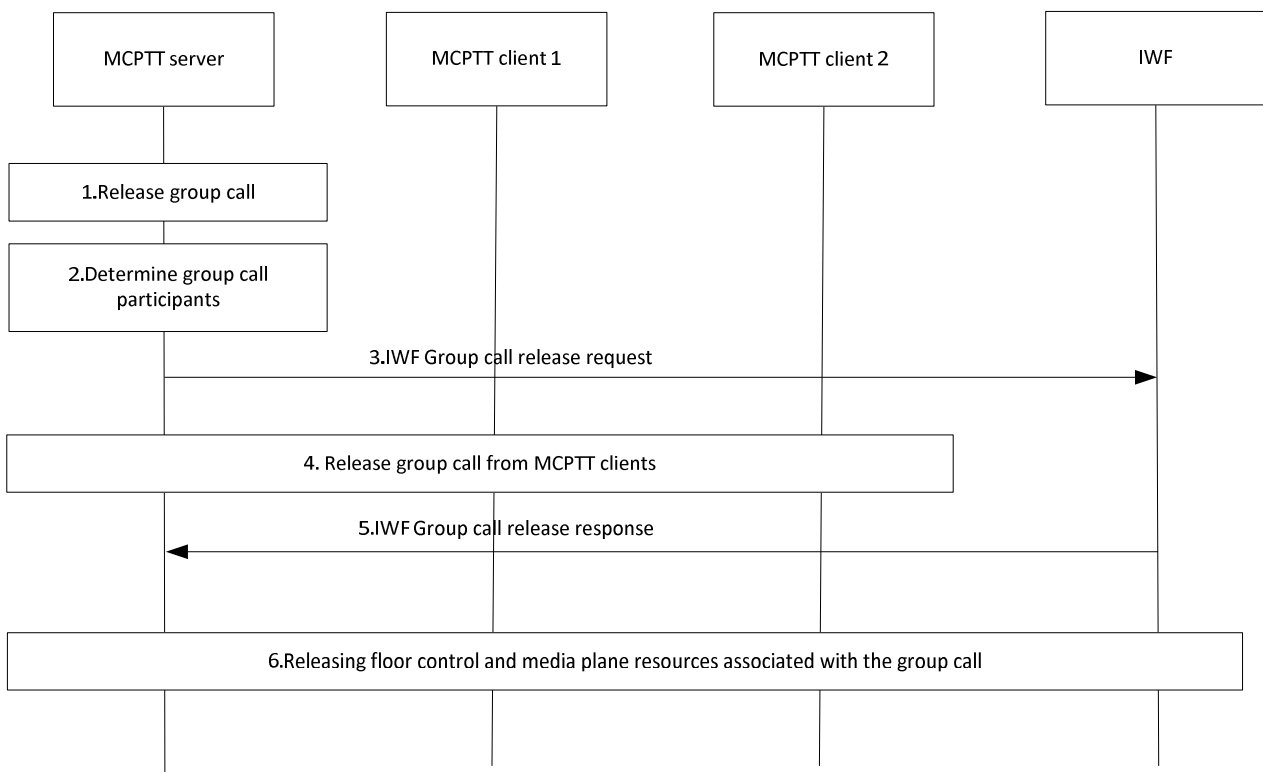 MCPTT server
MCPTT client 1
MCPTT client 2
IWF
1.Release group call
2.Determine group call
participants
3.IWF Group call release request
4. Release group call from MCPTT clients
5.IWF Group call release response
6.Releasing floor control and media plane resources associated with the group call